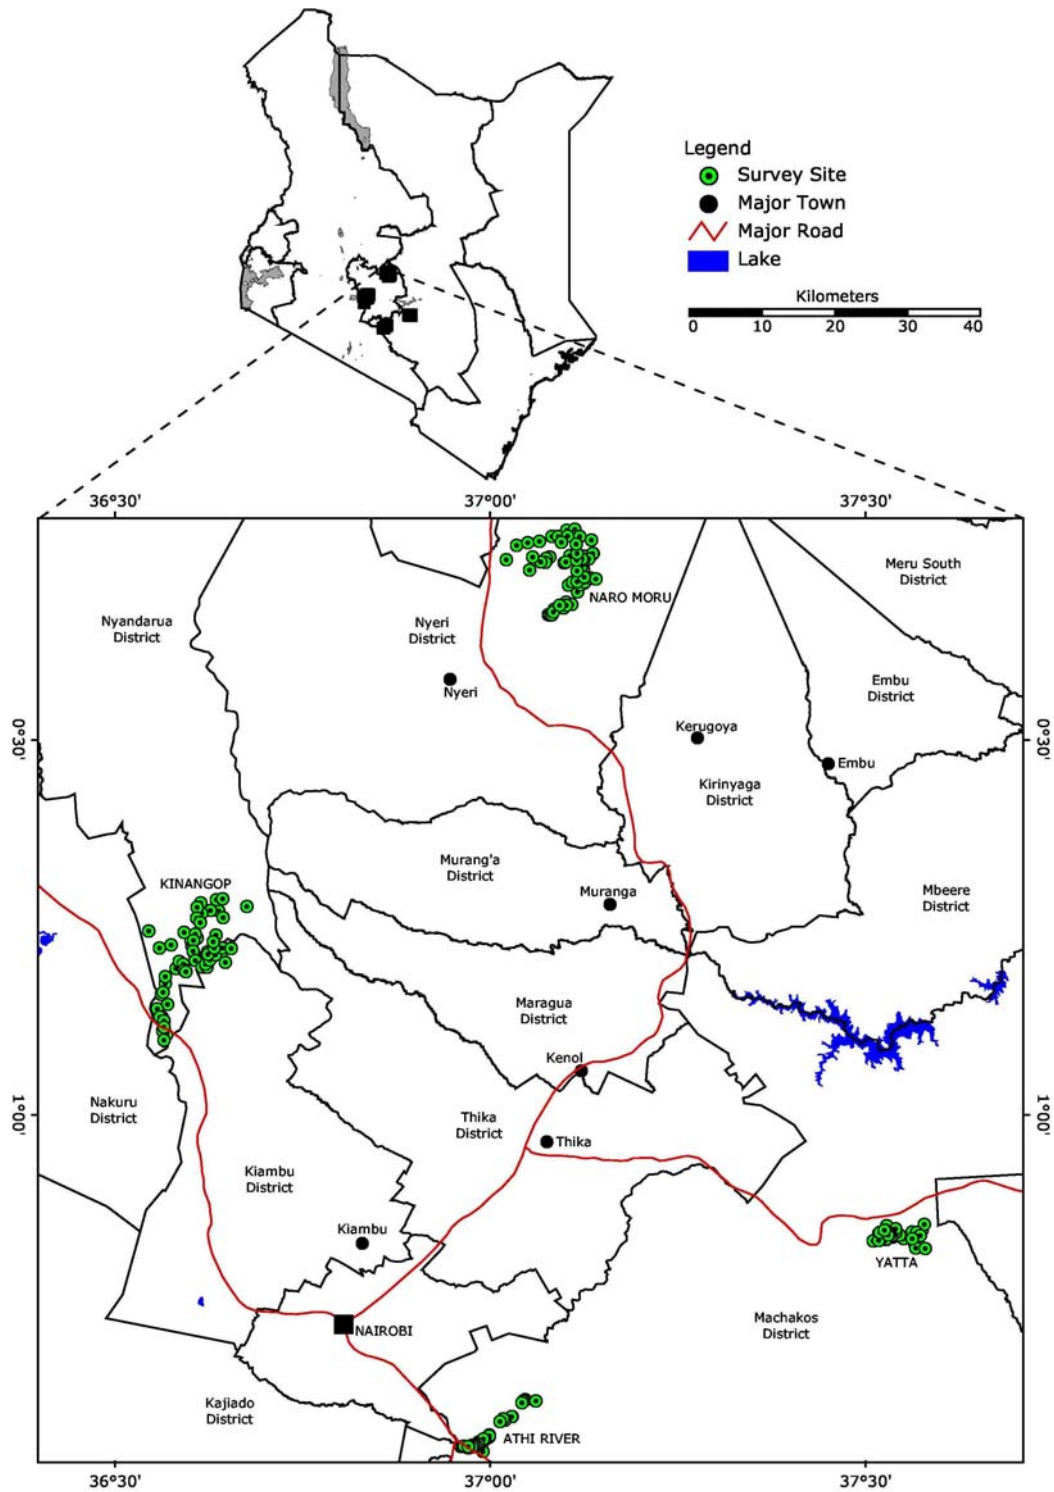 Legend
Survey Site
Major Town
Major Road
Lake
Kilometers
0 10 20 30 40
36°30' 37°00' 37°30'
Meru South
District
NARO MORU
Nyandarua
District
Nyeri
District
Embu
District
Nyeri
Kerugoya
0°30' 0°30'
Embu
Kirinyaga
District
Murang'a
District
KINANGOP
Muranga
Mbeere
District
Maragua
District
Kenol
Nakuru
District
Thika
District
1°00' 1°00'
Thika
Kiambu
District
Kiambu
YATTA
NAIROBI
Machakos
District
Kajiado
District
ATHI RIVER
36°30' 37°00' 37°30'